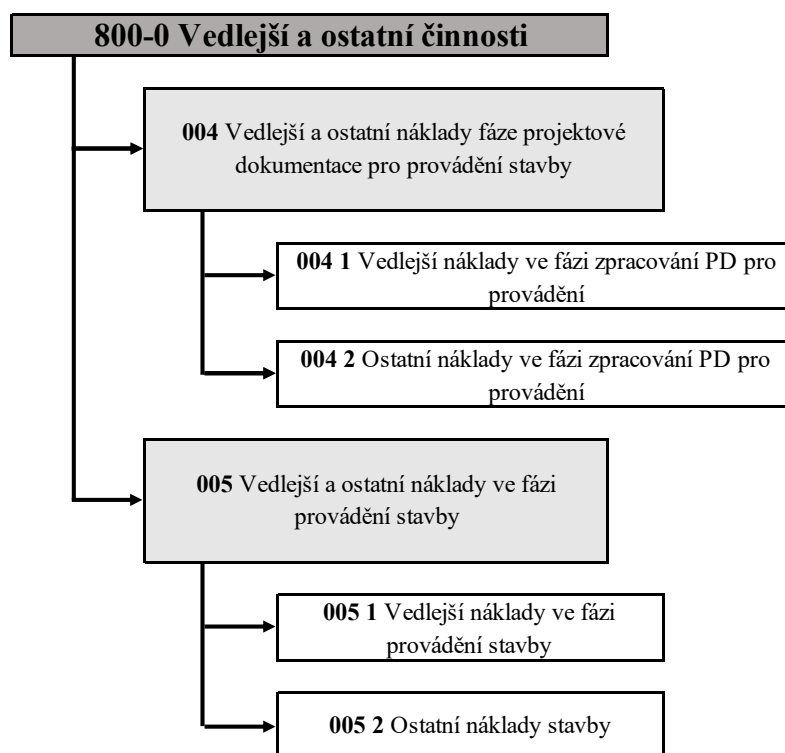 800-0 Vedlejší a ostatní činnosti
004 Vedlejší a ostatní náklady fáze projektové
dokumentace pro provádění stavby
004 1 Vedlejší náklady ve fázi zpracování PD pro
provádění
004 2 Ostatní náklady ve fázi zpracování PD pro
provádění
005 Vedlejší a ostatní náklady ve fázi
provádění stavby
005 1 Vedlejší náklady ve fázi
provádění stavby
005 2 Ostatní náklady stavby